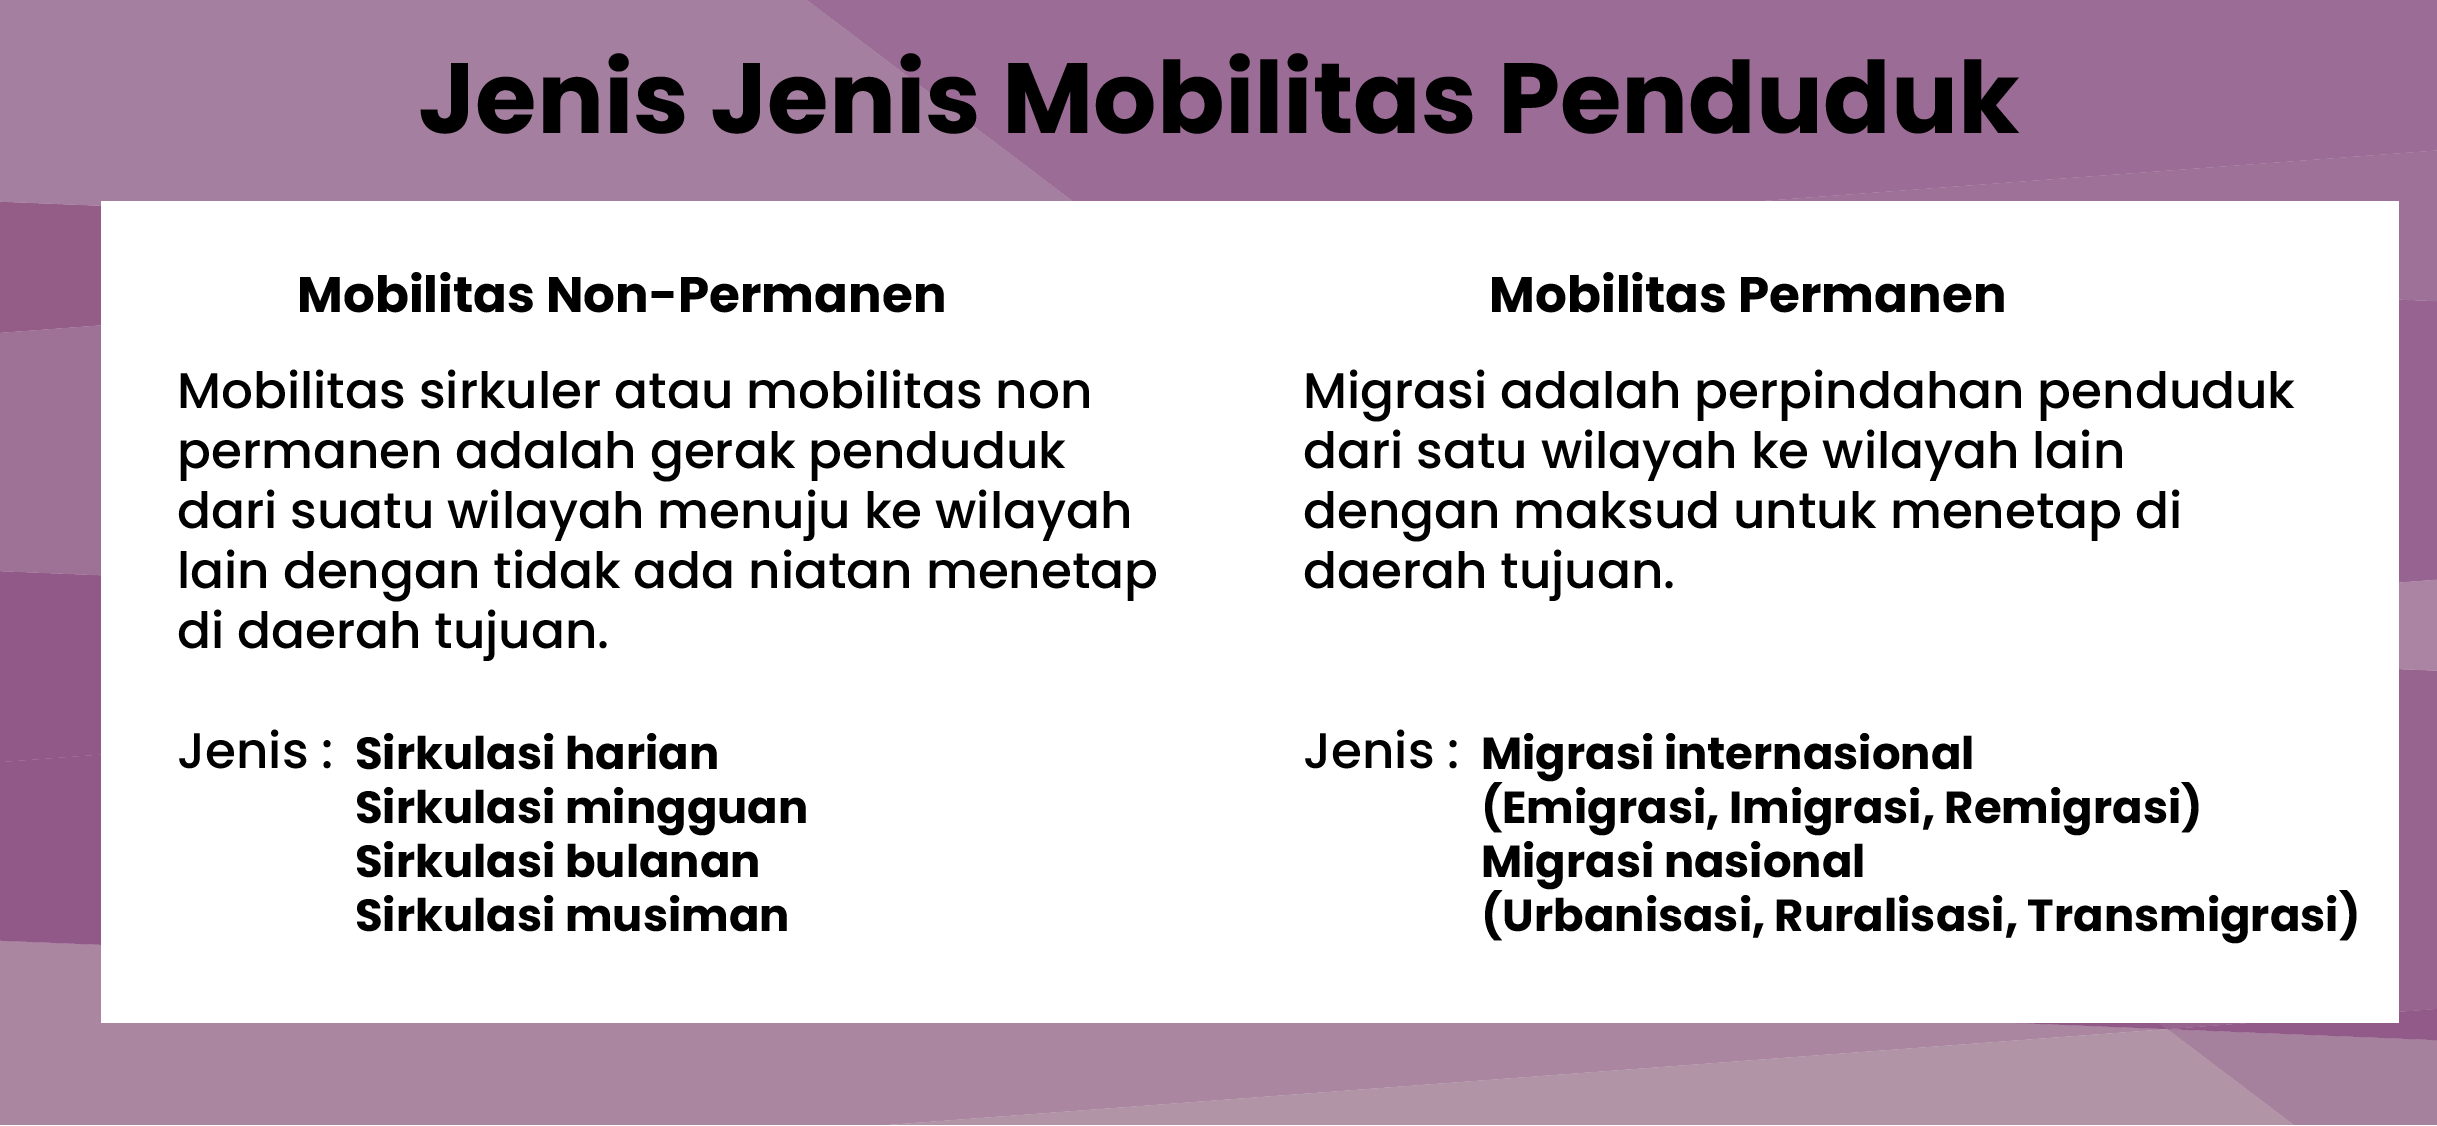 Jenis Jenis Mobilitas Penduduk
Mobilitas Non-Permanen
Mobilitas sirkuler atau mobilitas non
permanen adalah gerak penduduk
dari suatu wilayah menuju ke wilayah
lain dengan tidak ada niatan menetap
di daerah tujuan.
Jenis : Sirkulasi harian
Sirkulasi mingguan
Sirkulasi bulanan
Sirkulasi musiman
Mobilitas Permanen
Migrasi adalah perpindahan penduduk
dari satu wilayah ke wilayah lain
dengan maksud untuk menetap di
daerah tujuan.
Jenis : Migrasi internasional
(Emigrasi, Imigrasi, Remigrasi)
Migrasi nasional
(Urbanisasi, Ruralisasi, Transmigrasi)